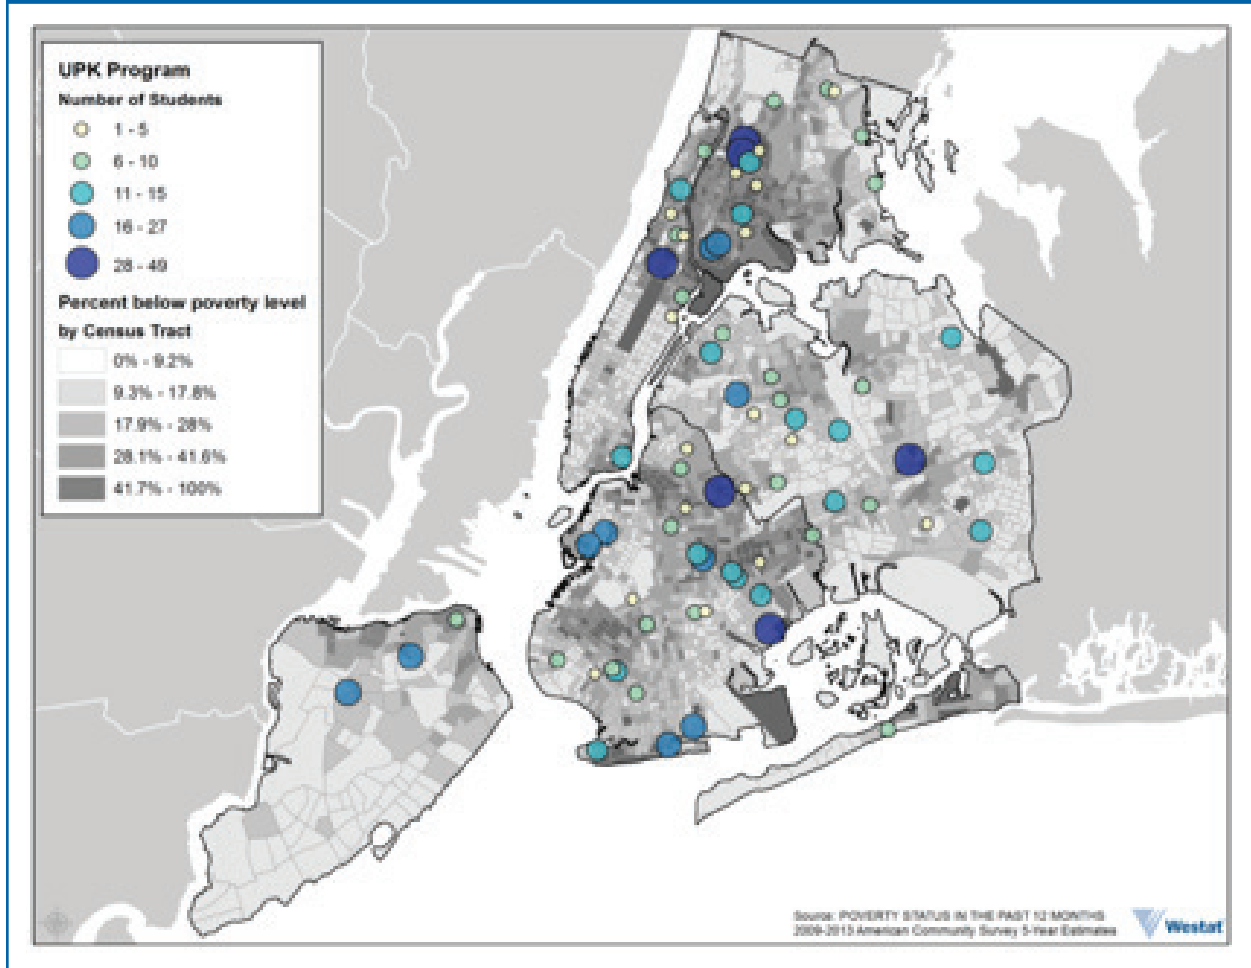 UPK Program
Number of Students
1 - 5
6 - 10
11 - 15
16 - 27
28 - 49
Percent below poverty level
by Census Tract
0% - 9.2%
9.3% - 17.8%
17.9% - 28%
28.1% - 41.6%
41.7% - 100%
Source: POVERTY STATUS IN THE PAST 12 MONTHS
2009-2013 American Community Survey 5-Year Estimates
Westat